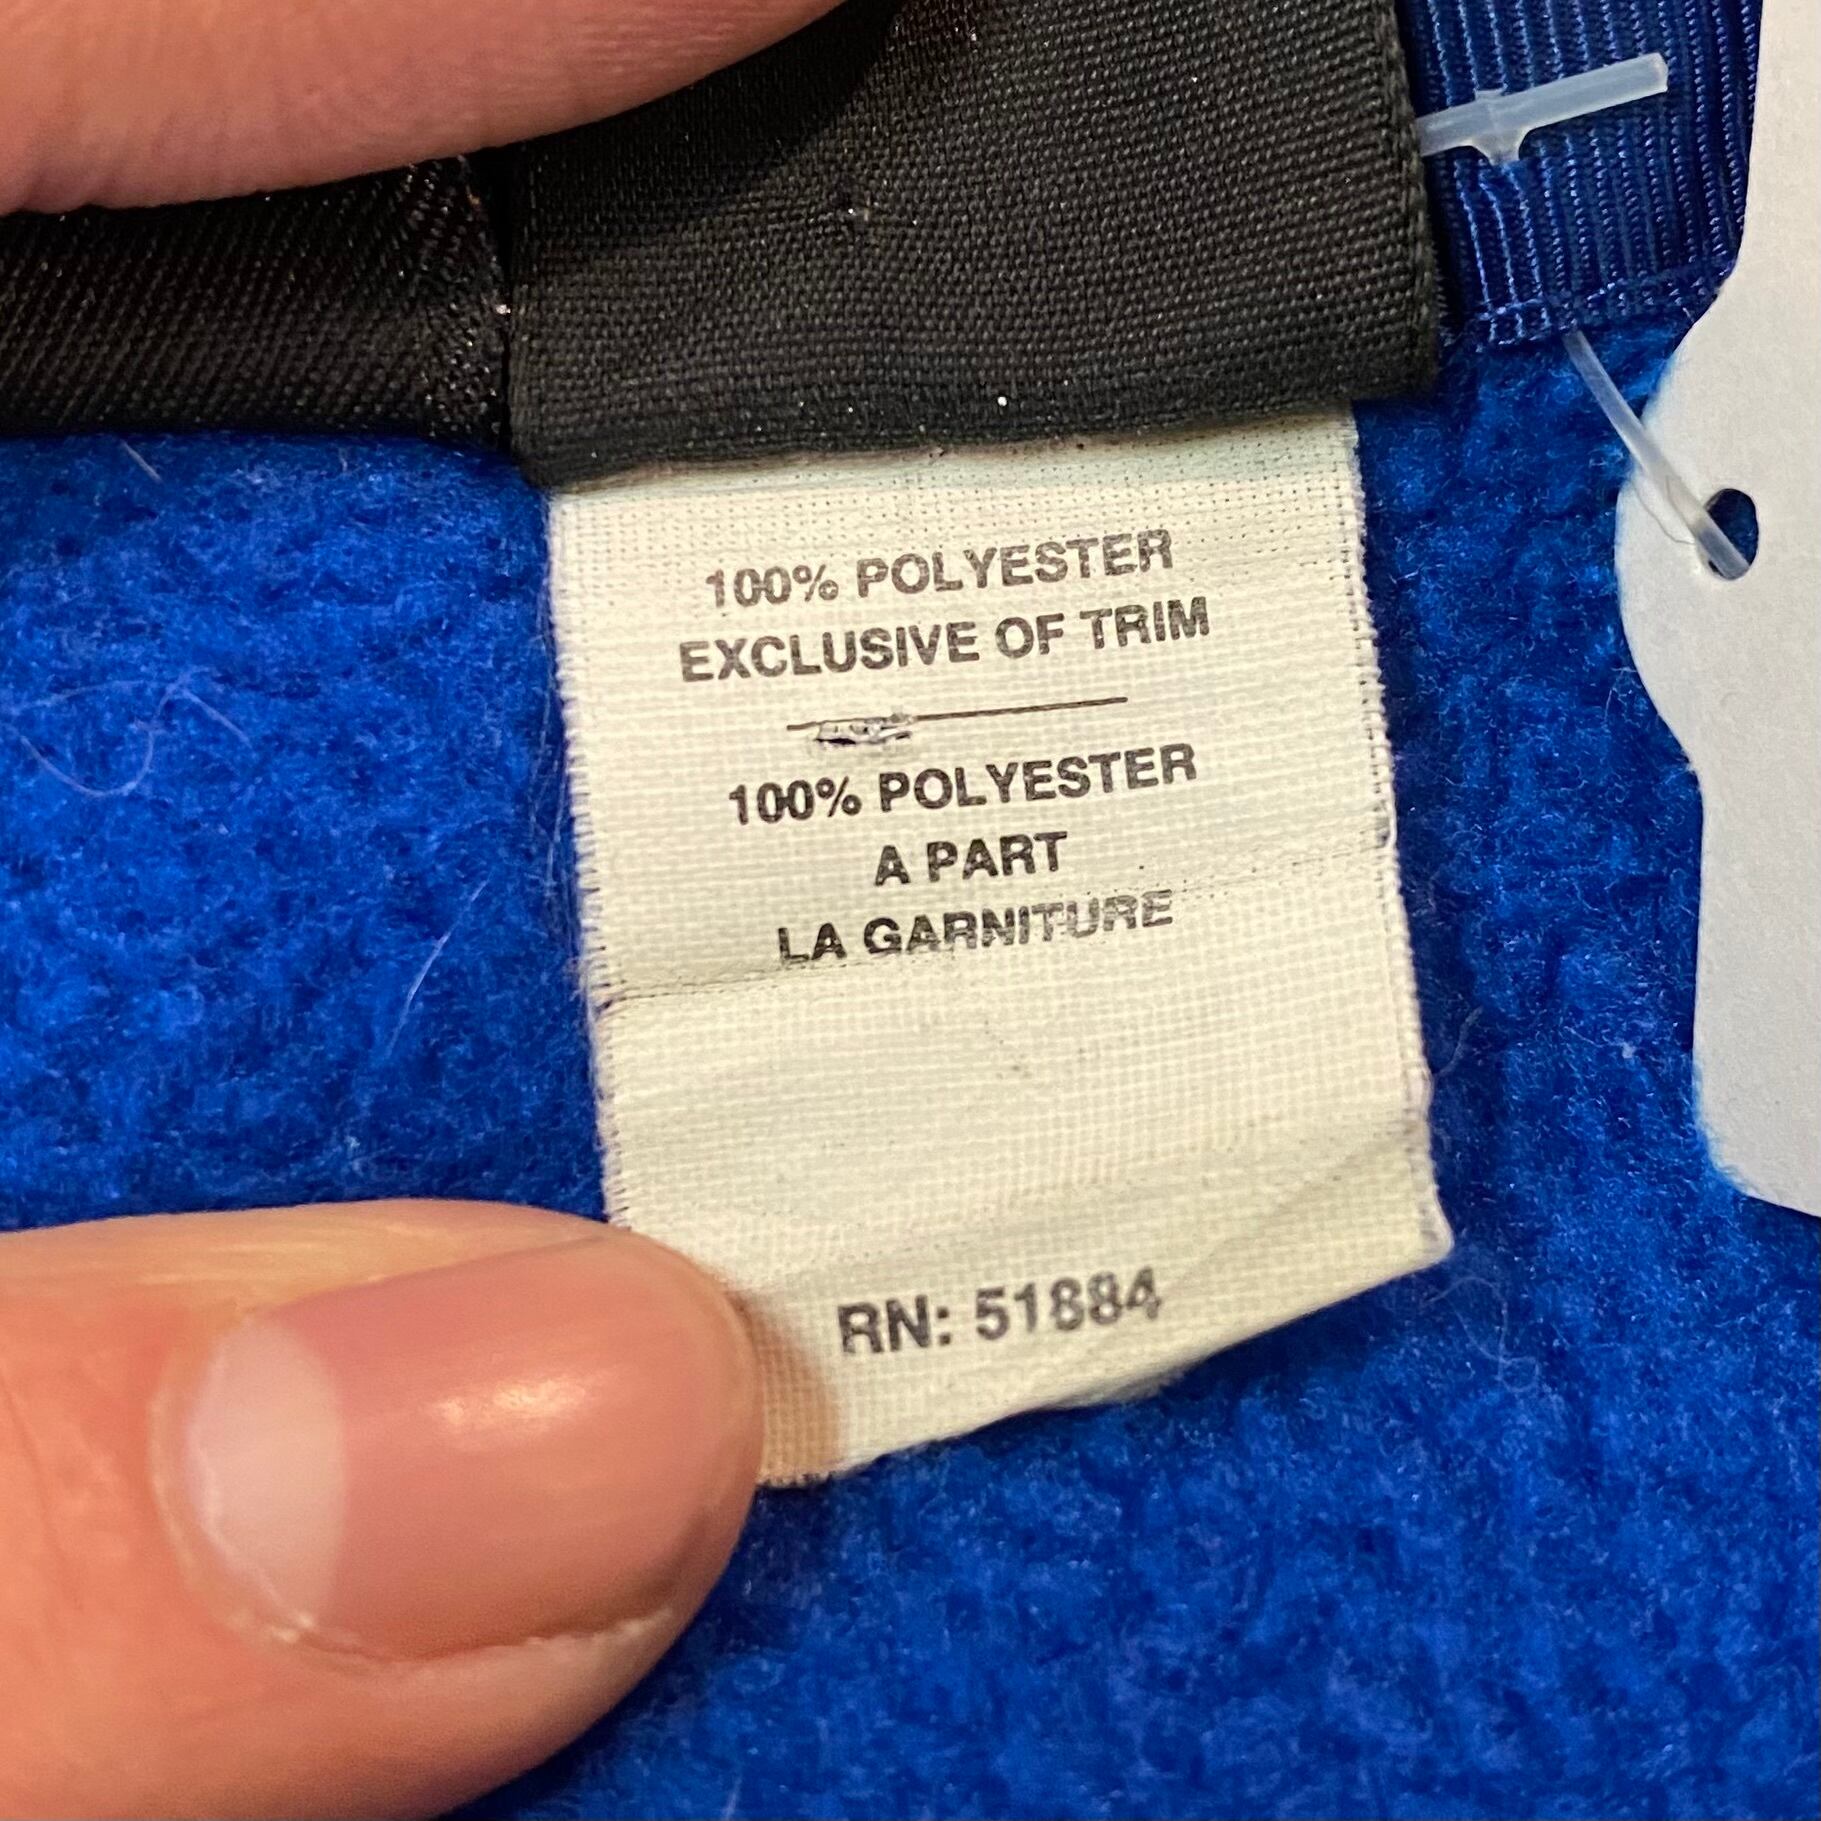 100% POLYESTER
EXCLUSIVE OF TRIM
100% POLYESTER
A PART
LA GARNITURE
RN: 51884